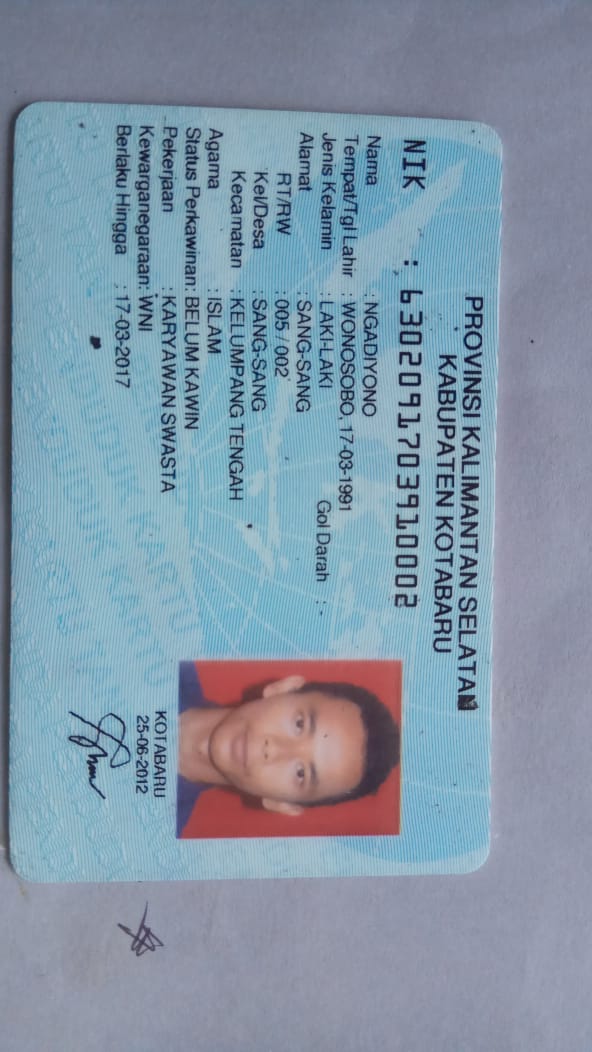 PROVINSI KALIMANTAN SELATAN
KABUPATEN KOTABARU
NIK : 6302091703910002
Nama : NGADIYONO
Tempat/Tgl Lahir : WONOSOBO, 17-03-1991
Jenis Kelamin : LAKI-LAKI Gol Darah : -
Alamat : SANG-SANG
RT/RW : 005 / 002
Kel/Desa : SANG-SANG
Kecamatan : KELUMPANG TENGAH
Agama : ISLAM
Status Perkawinan: BELUM KAWIN
Pekerjaan : KARYAWAN SWASTA
Kewarganegaraan: WNI
Berlaku Hingga : 17-03-2017
KOTABARU
25-06-2012